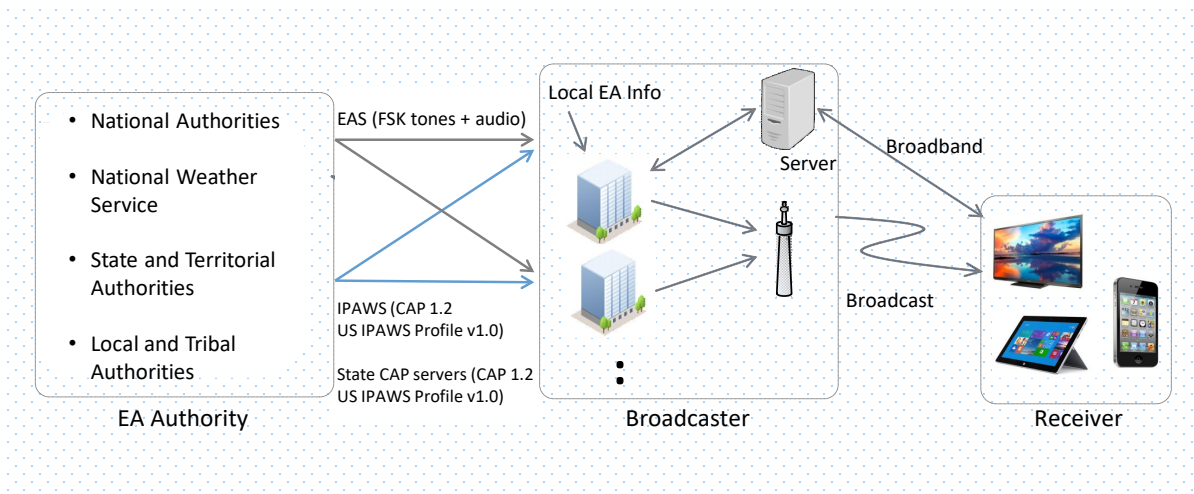 • National Authorities
• National Weather
Service
• State and Territorial
Authorities
• Local and Tribal
Authorities
EA Authority
EAS (FSK tones + audio)
IPAWS (CAP 1.2
US IPAWS Profile v1.0)
State CAP servers (CAP 1.2
US IPAWS Profile v1.0)
Local EA Info
Server
:
Broadcaster
Broadband
Broadcast
Receiver